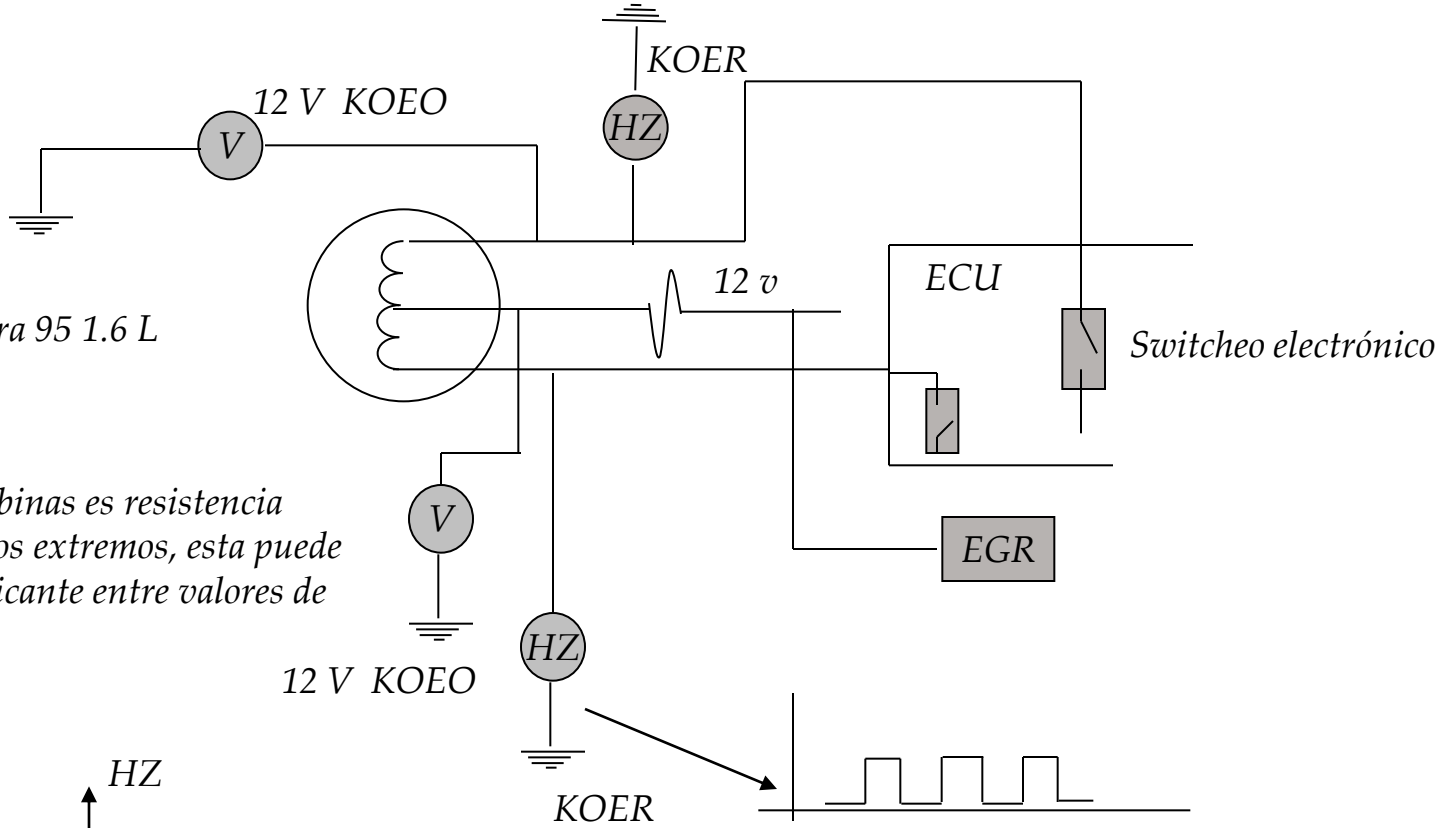 KOER
12 V KOEO
V
HZ
12 v
ECU
ra 95 1.6 L
Switcheo electrónico
binas es resistencia
os extremos, esta puede
icante entre valores de
V
EGR
HZ
12 V KOEO
HZ
KOER